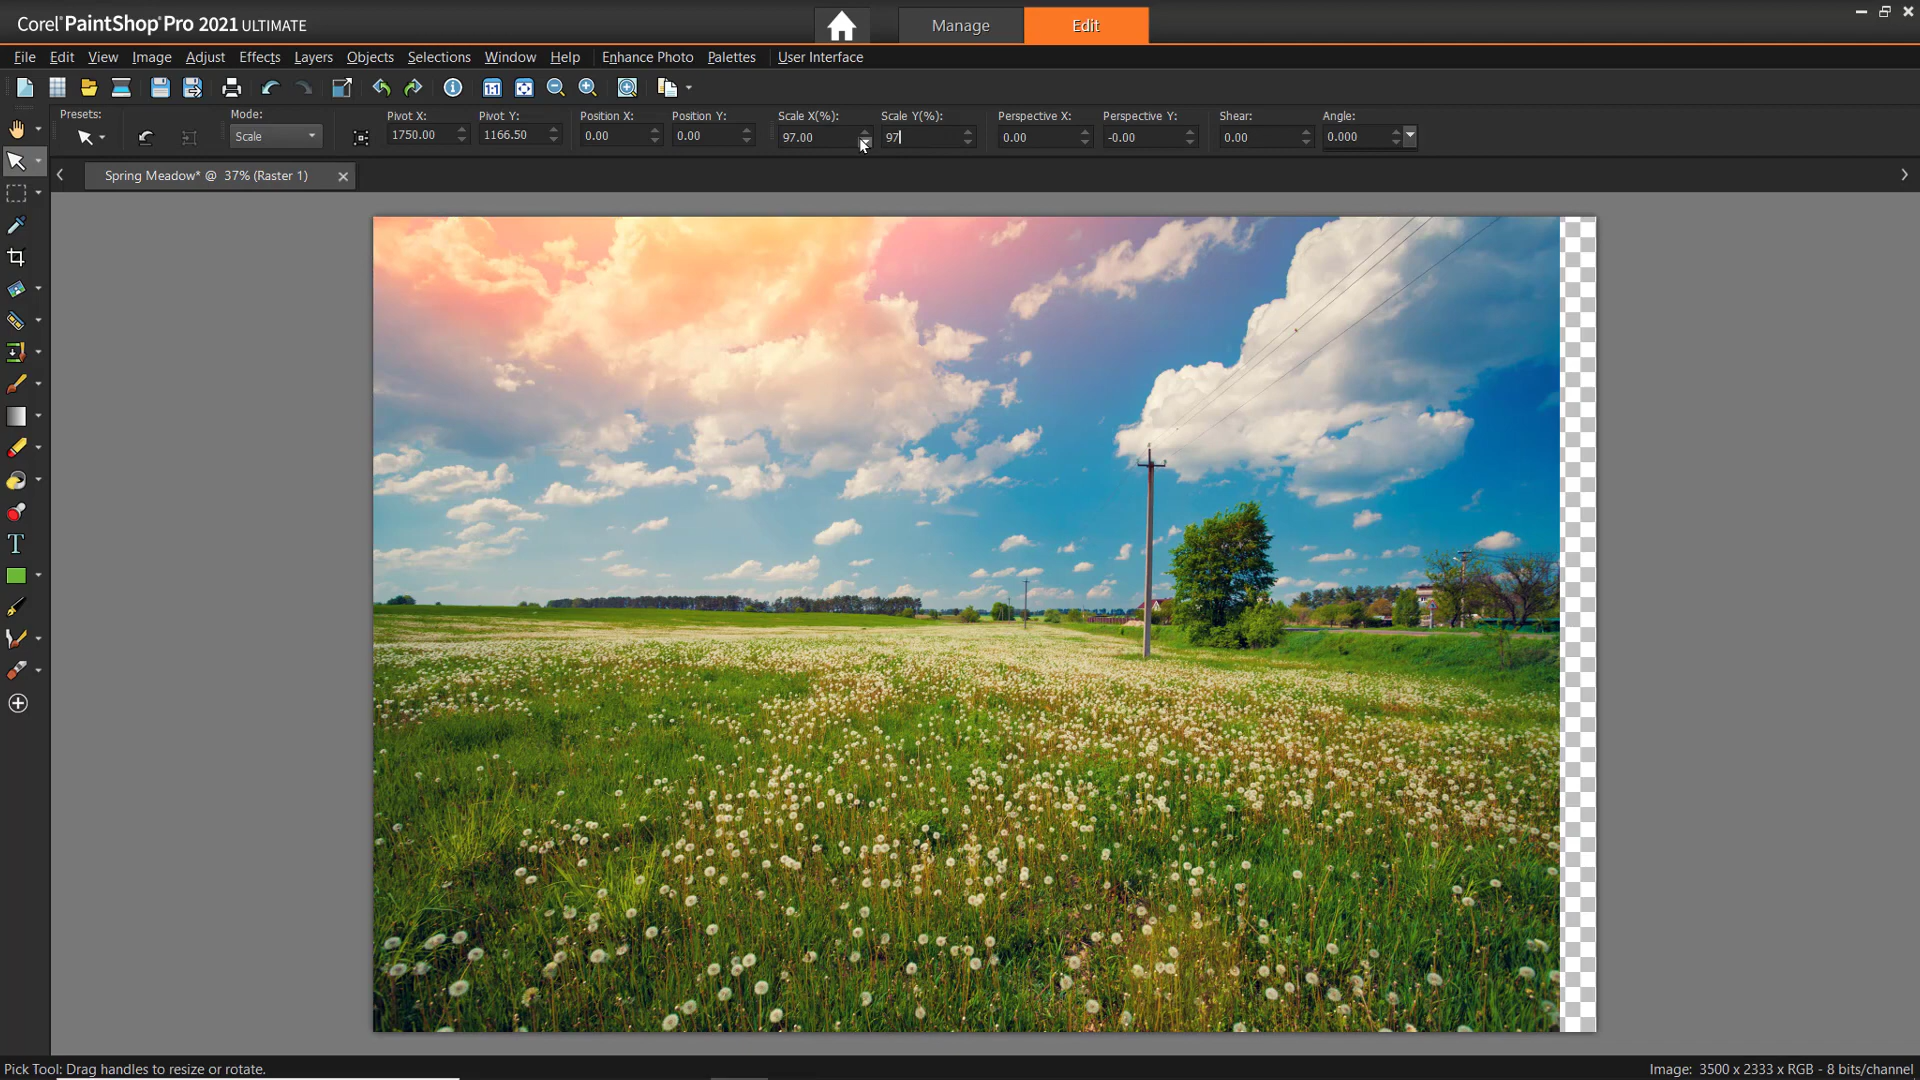 Corel® PaintShop® Pro 2021 ULTIMATE
Manage
Edit
File Edit View Image Adjust Effects Layers Objects Selections Window Help Enhance Photo Palettes User Interface
1:1
Presets: Mode: Pivot X: Pivot Y: Position X: Position Y: Scale X(%): Scale Y(%): Perspective X: Perspective Y: Shear: Angle:
Scale 1750.00 1166.50 0.00 0.00 97.00 97 0.00 -0.00 0.00 0.000
Spring Meadow* @ 37% (Raster 1)
T
Pick Tool: Drag handles to resize or rotate.
Image: 3500 x 2333 x RGB - 8 bits/channel